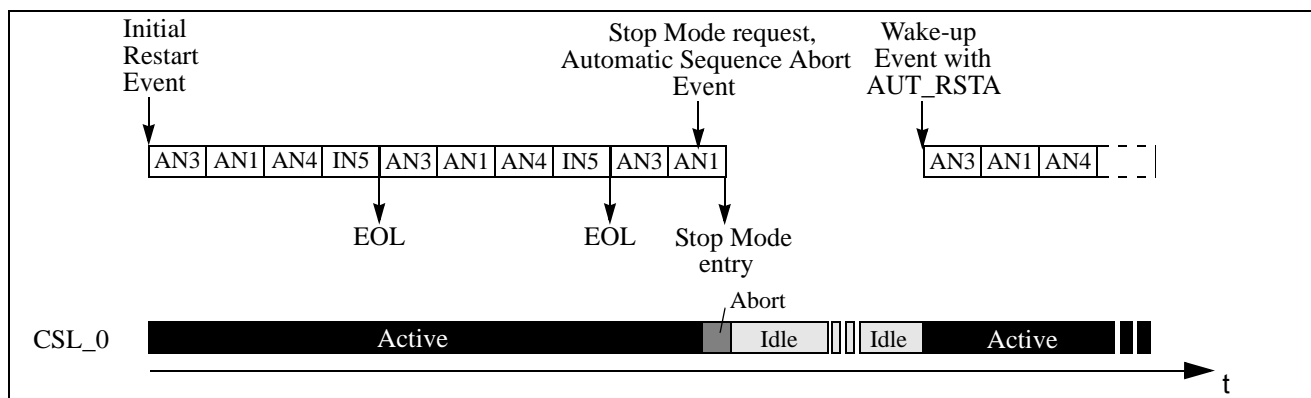 Initial
Restart
Event
Stop Mode request,
Automatic Sequence Abort
Event
Wake-up
Event with
AUT_RSTA
AN3 AN1 AN4 IN5 AN3 AN1 AN4 IN5 AN3 AN1
AN3 AN1 AN4
EOL
EOL
Stop Mode
entry
Abort
CSL_0
Active
Idle
Idle
Active
t